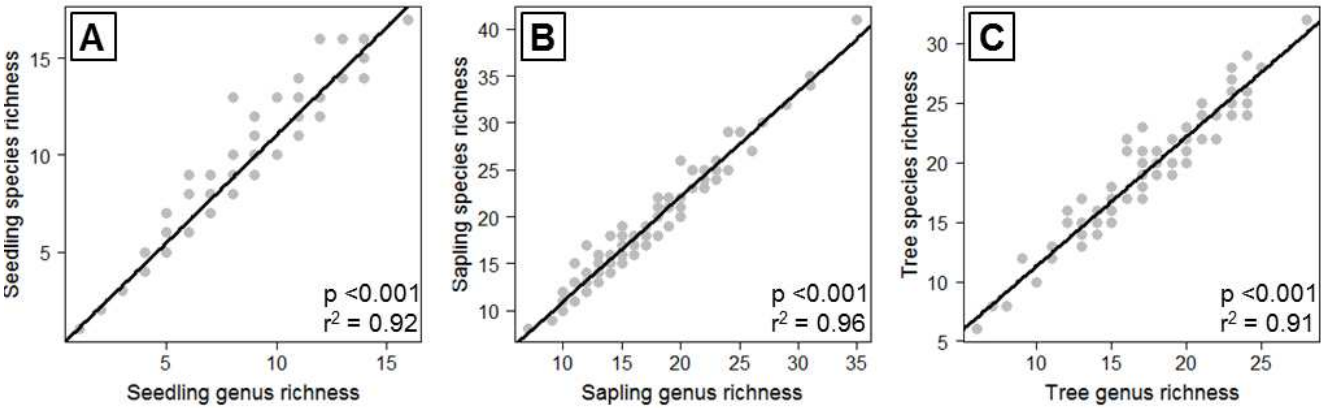 A
Seedling species richness
15
10
5
p <0.001
r² = 0.92
5
10
15
Seedling genus richness
B
Sapling species richness
40
35
30
25
20
15
10
p <0.001
r² = 0.96
10
15
20
25
30
35
Sapling genus richness
C
Tree species richness
30
25
20
15
10
5
p <0.001
r² = 0.91
10
15
20
25
Tree genus richness